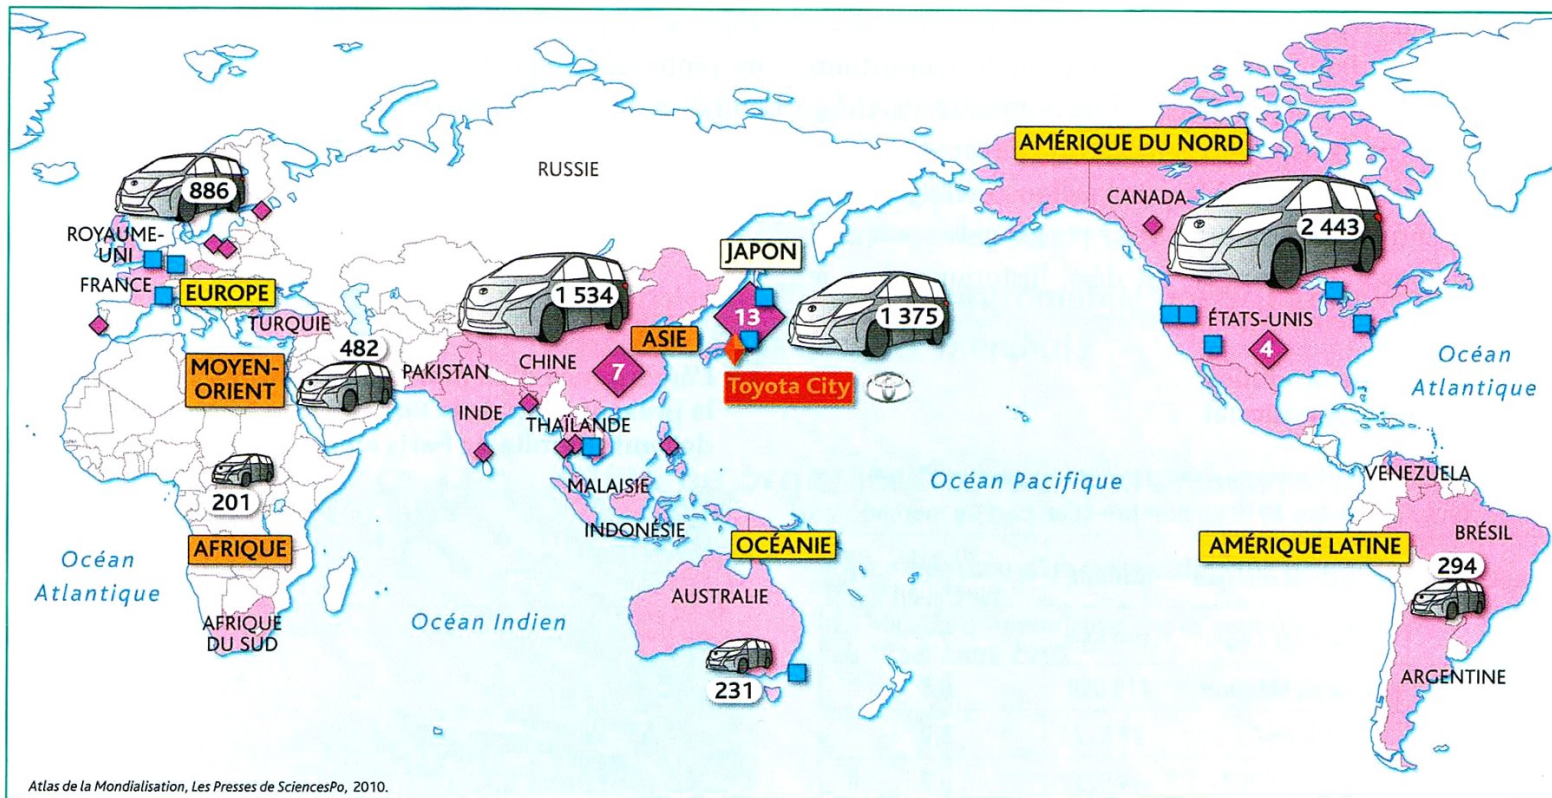 RUSSIE
AMÉRIQUE DU NORD
CANADA
886
2 443
ROYAUME-
UNI
JAPON
FRANCE
EUROPE
1 534
13
1 375
TURQUIE
ÉTATS-UNIS
4
482
ASIE
MOYEN-
ORIENT
PAKISTAN
CHINE
7
Océan
Atlantique
Toyota City
INDE
THAÏLANDE
201
MALAISIE
Océan Pacifique
VENEZUELA
INDONÉSIE
BRÉSIL
AFRIQUE
OCÉANIE
AMÉRIQUE LATINE
Océan
Atlantique
294
AUSTRALIE
Océan Indien
AFRIQUE
DU SUD
ARGENTINE
231
Atlas de la Mondialisation, Les Presses de SciencesPo, 2010.